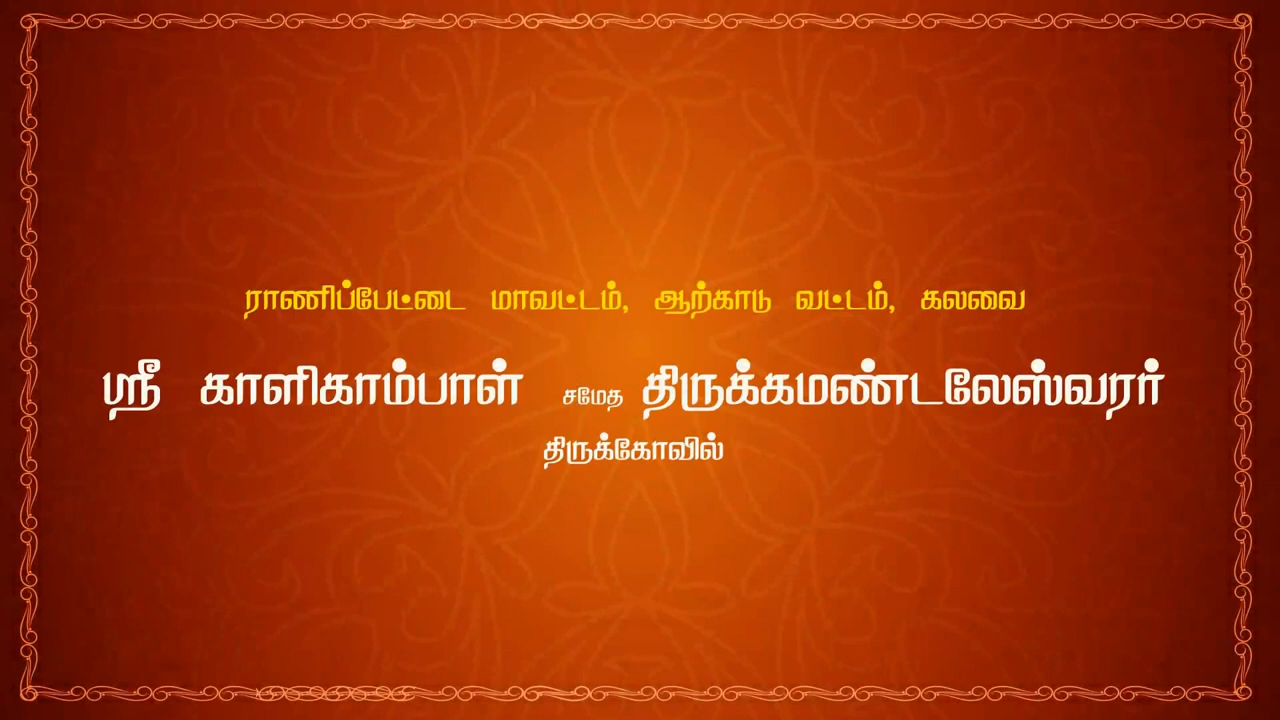 ராணிப்பேட்டை மாவட்டம், ஆற்காடு வட்டம், கலவை
ஸ்ரீ காளிகாம்பாள் சமேத திருக்கமண்டலேஸ்வரர்
திருக்கோவில்